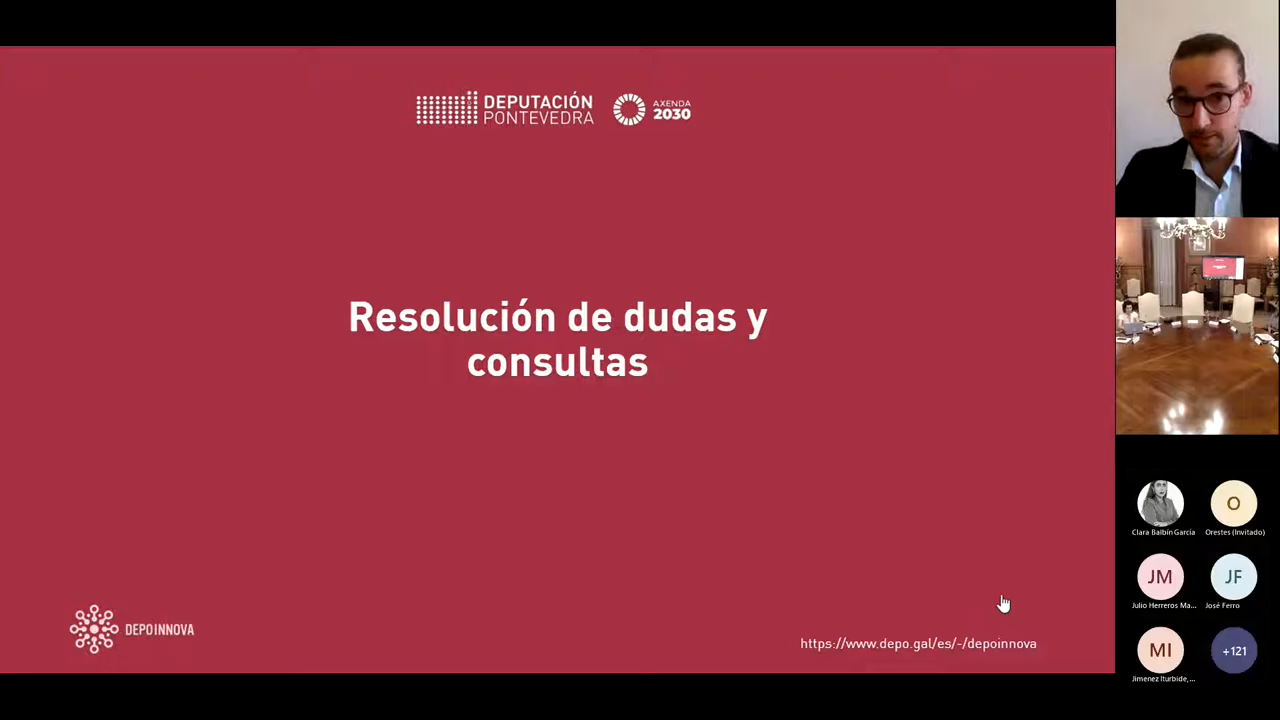 DEPUTACIÓN
PONTEVEDRA
AXENDA
2030
Resolución de dudas y
consultas
DEPOINNOVA
https://www.depo.gal/es/-/depoinnova
Clara Balbín García
O
Orestes (Invitado)
JM
Julio Herreros Ma...
JF
José Ferro
MI
Jimenez Iturbide,...
+121